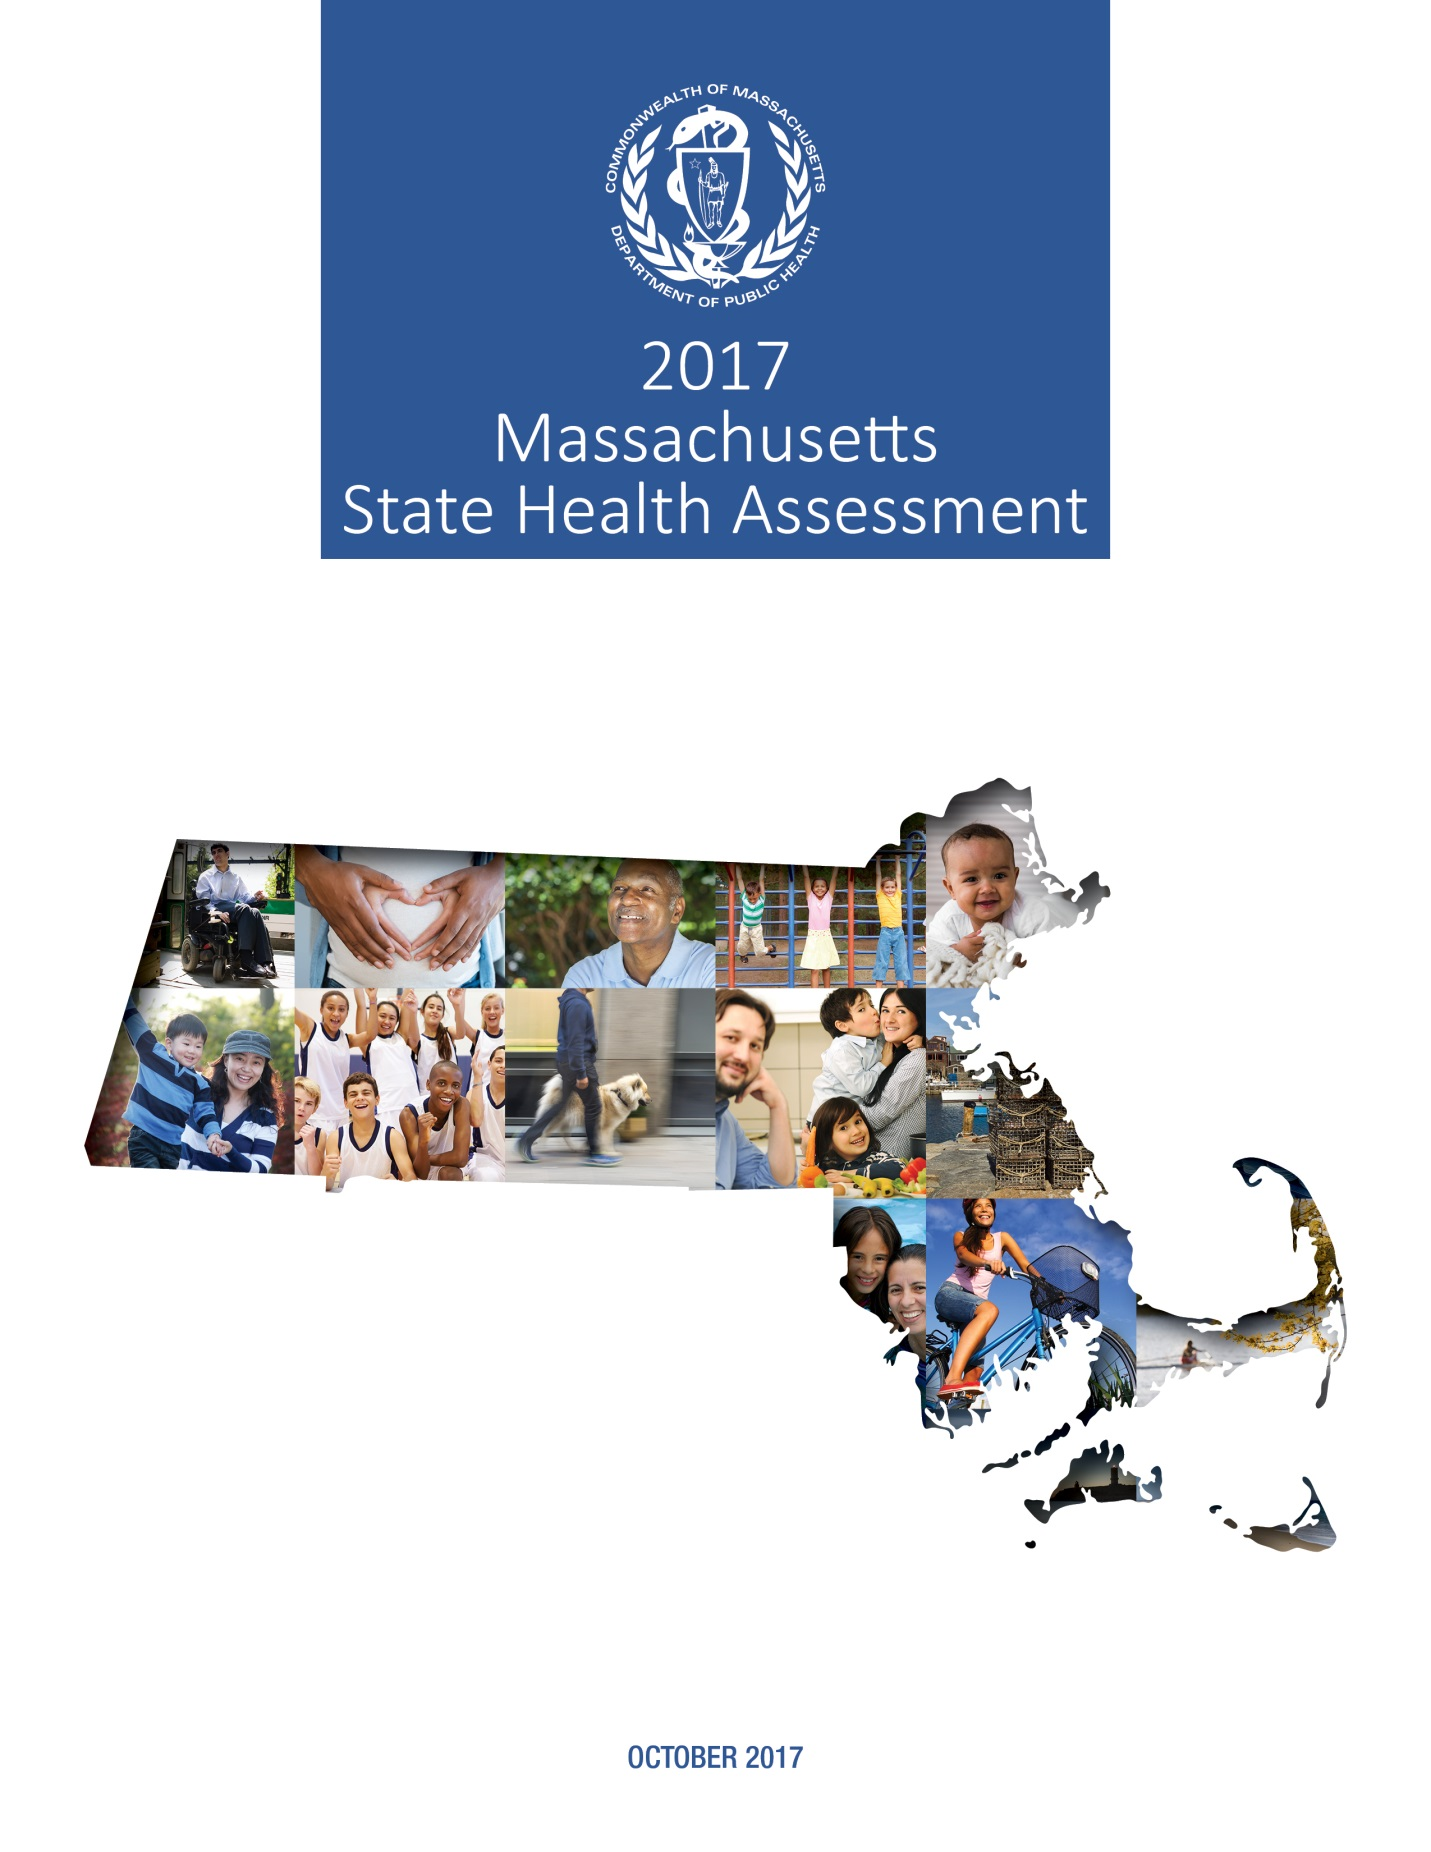 COMMONWEALTH OF MASSACHUSETTS
DEPARTMENT OF PUBLIC HEALTH
2017
Massachusetts
State Health Assessment
OCTOBER 2017